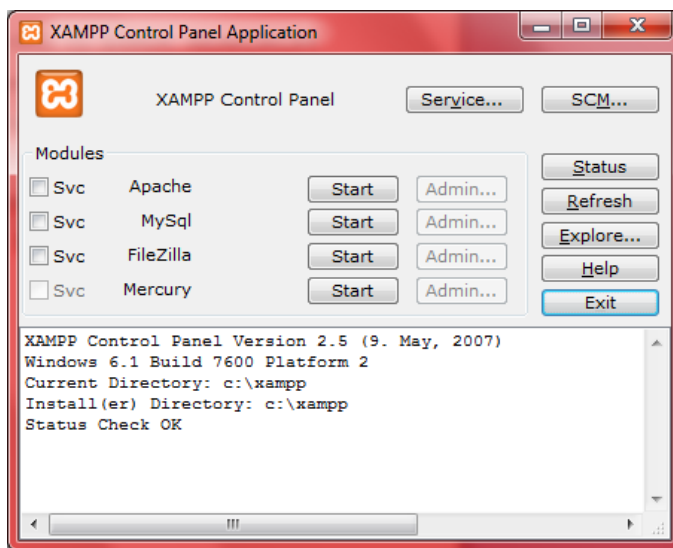 XAMPP Control Panel Application
XAMPP Control Panel Service... SCM...
Modules
Status
Svc Apache Start Admin...
Refresh
Svc MySql Start Admin...
Explore...
Svc FileZilla Start Admin...
Help
Svc Mercury Start Admin...
Exit
XAMPP Control Panel Version 2.5 (9. May, 2007)
Windows 6.1 Build 7600 Platform 2
Current Directory: c:\xampp
Install(er) Directory: c:\xampp
Status Check OK